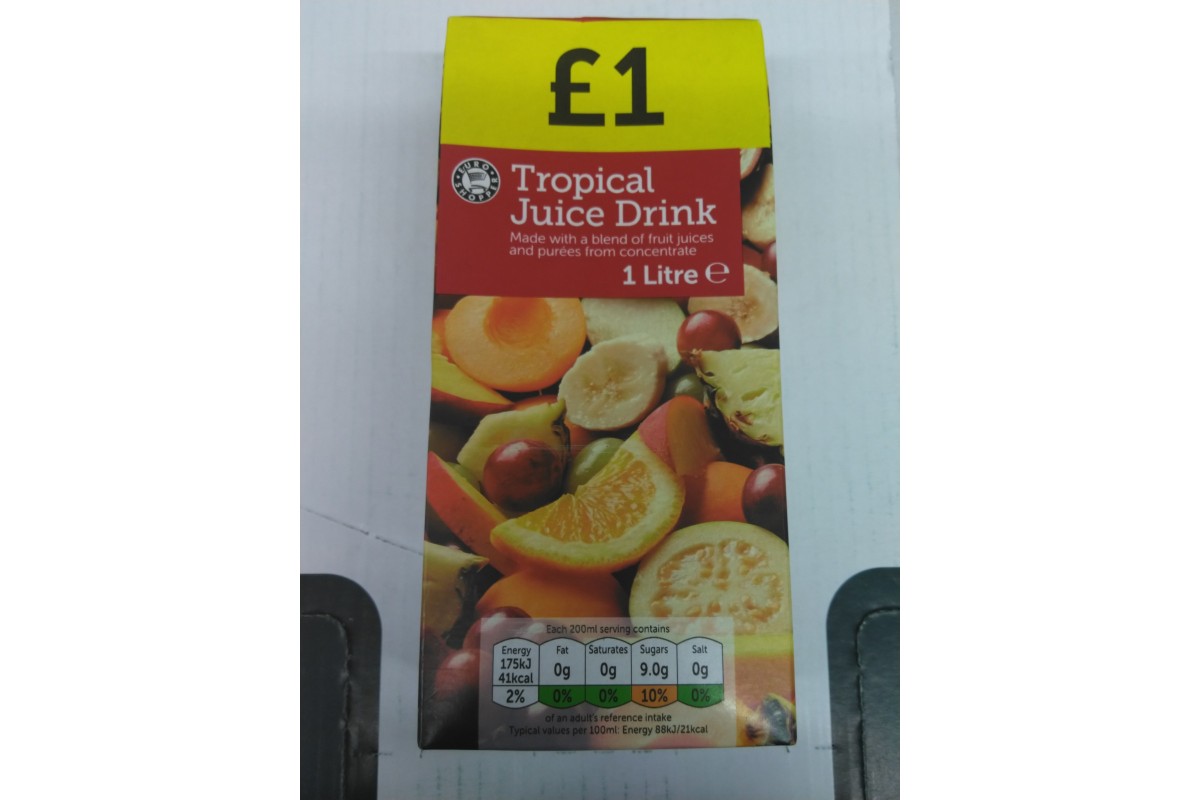 £1
EURO SHOPPER
Tropical
Juice Drink
Made with a blend of fruit juices
and purées from concentrate
1 Litre ℮
Each 200ml serving contains
Energy Fat Saturates Sugars Salt
175kJ
41kcal 0g 0g 9.0g 0g
2% 0% 0% 10% 0%
of an adult's reference intake
Typical values per 100ml: Energy 88kJ/21kcal